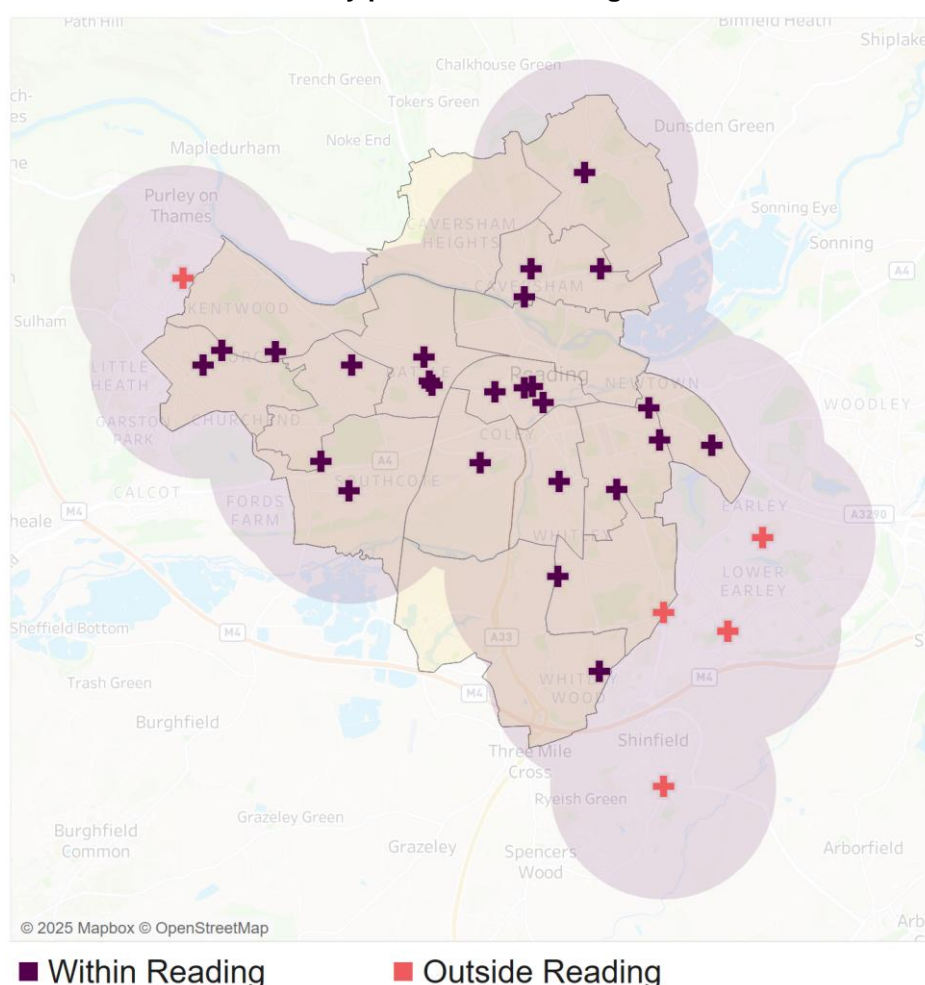 Path Hill
Binfield Heath
Shiplake
Chalkhouse Green
Trench Green
Tokers Green
Dunsden Green
Noke End
Mapledurham
Purley on
Thames
Sonning Eye
CAVERSHAM
HEIGHTS
Sonning
A4
CAVERSHAM
KENTWOOD
Sulham
LITTLE
HEATH
Reading
NEWTOWN
WOODLEY
CHURCHEND
GARSTON
PARK
COLEY
A4
SOUTHCOTE
CALCOT
FORDS
FARM
M4
EARLEY
A3290
WHITLEY
LOWER
EARLEY
Sheffield Bottom
M4
A33
Trash Green
WHITLEY
WOOD
M4
M4
Burghfield
Shinfield
Three Mile
Cross
Ryeish Green
Grazeley Green
Burghfield
Common
Grazeley
Spencers
Wood
Arborfield
© 2025 Mapbox © OpenStreetMap
Within Reading
Outside Reading